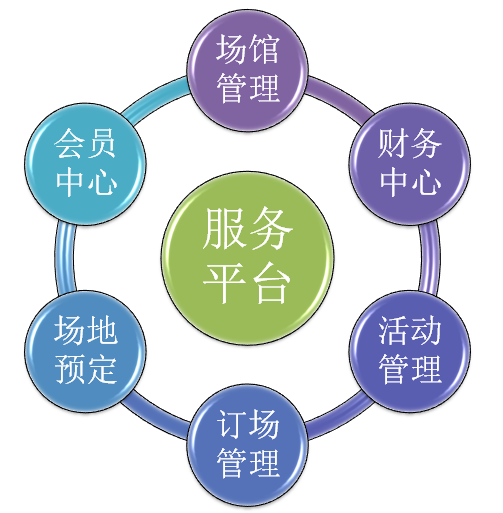 场馆
管理
财务
中心
活动
管理
订场
管理
场地
预定
会员
中心
服务
平台